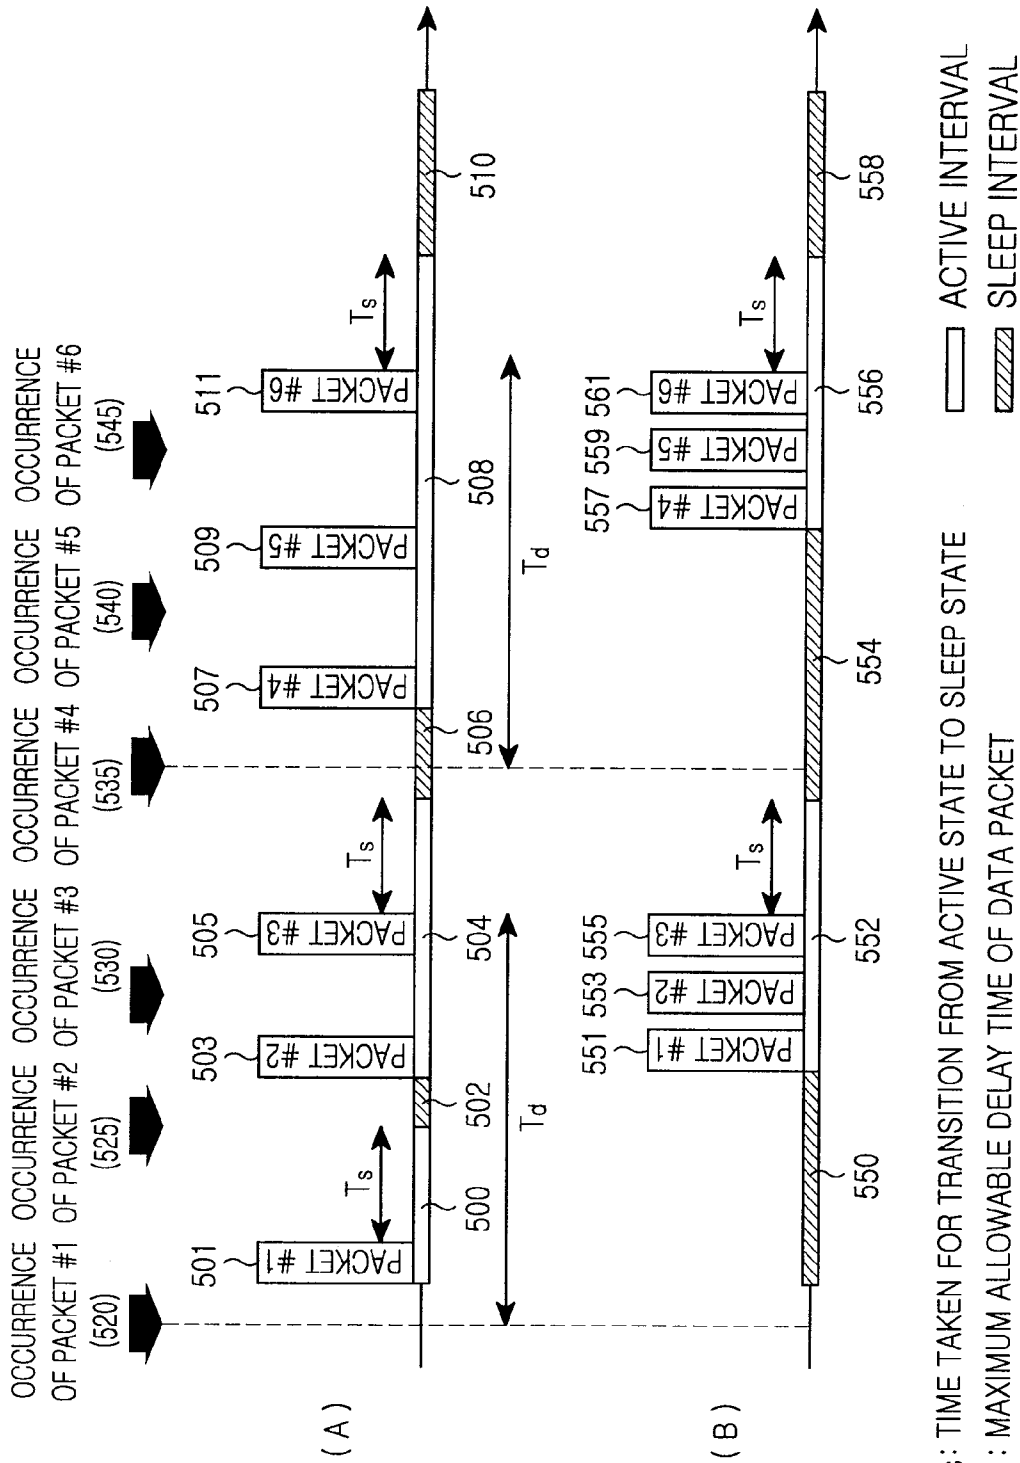 OCCURRENCE OF PACKET #1 (520)
OCCURRENCE OF PACKET #2 (525)
OCCURRENCE OF PACKET #3 (530)
OCCURRENCE OF PACKET #4 (535)
OCCURRENCE OF PACKET #5 (540)
OCCURRENCE OF PACKET #6 (545)
(A)
501
503
505
507
509
511
PACKET #1
PACKET #2
PACKET #3
PACKET #4
PACKET #5
PACKET #6
Ts
Ts
Ts
500
502
504
506
508
510
Td
Td
(B)
551
553
555
557
559
561
PACKET #1
PACKET #2
PACKET #3
PACKET #4
PACKET #5
PACKET #6
Ts
Ts
550
552
554
556
558
s : TIME TAKEN FOR TRANSITION FROM ACTIVE STATE TO SLEEP STATE
: MAXIMUM ALLOWABLE DELAY TIME OF DATA PACKET
ACTIVE INTERVAL
SLEEP INTERVAL